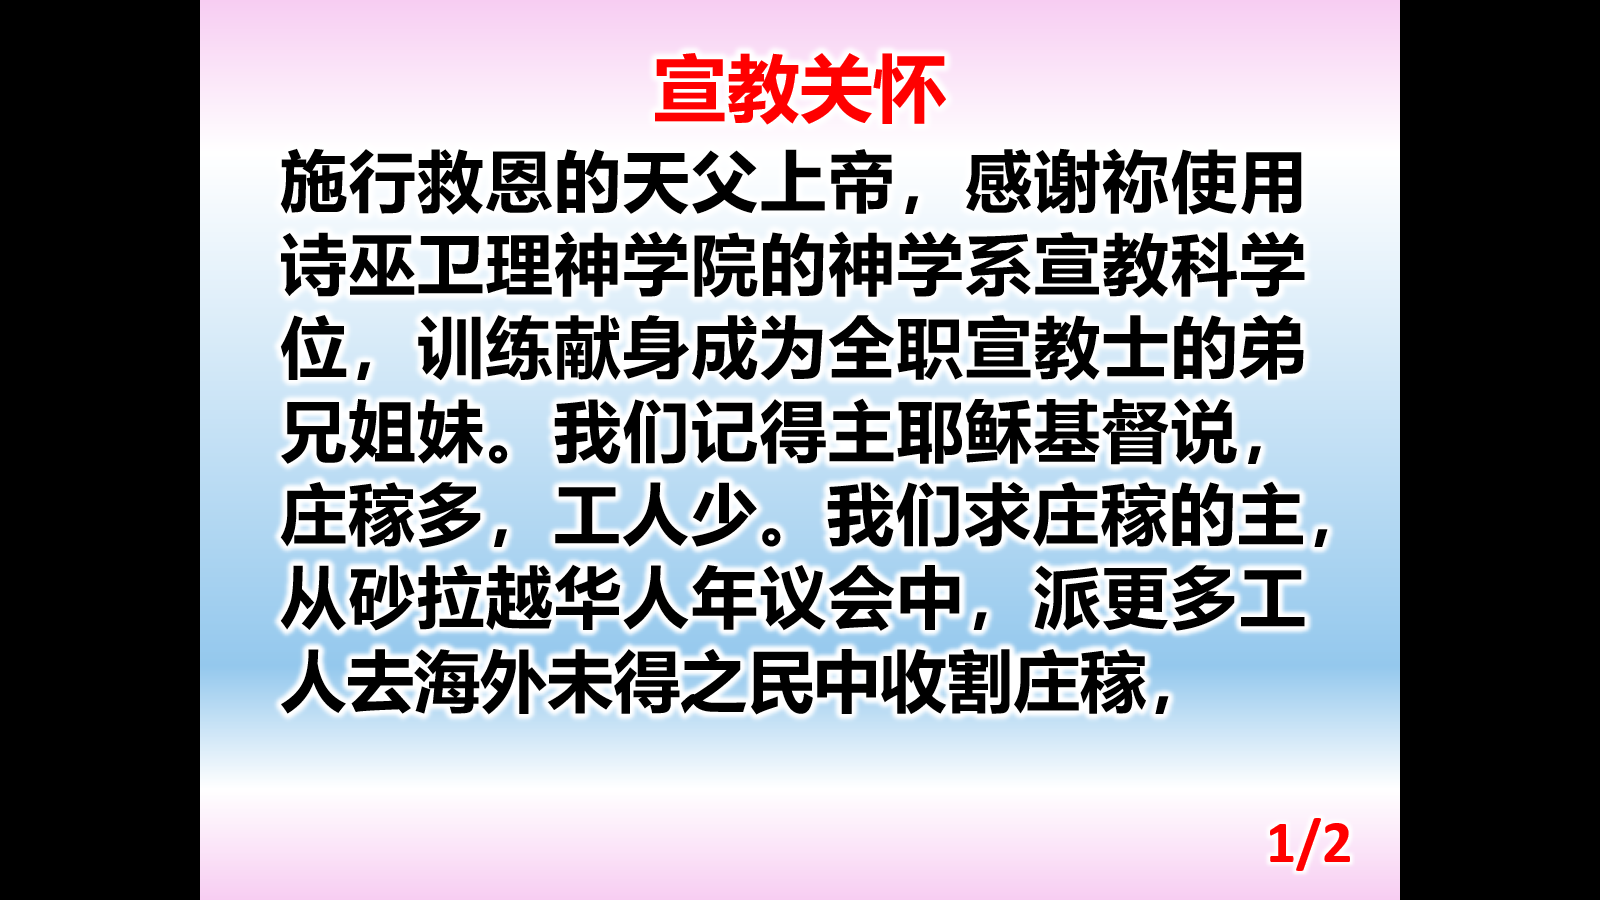 宣教关怀
施行救恩的天父上帝，感谢祢使用
诗巫卫理神学院的神学系宣教科学
位，训练献身成为全职宣教士的弟
兄姐妹。我们记得主耶稣基督说，
庄稼多，工人少。我们求庄稼的主，
从砂拉越华人年议会中，派更多工
人去海外未得之民中收割庄稼，
1/2